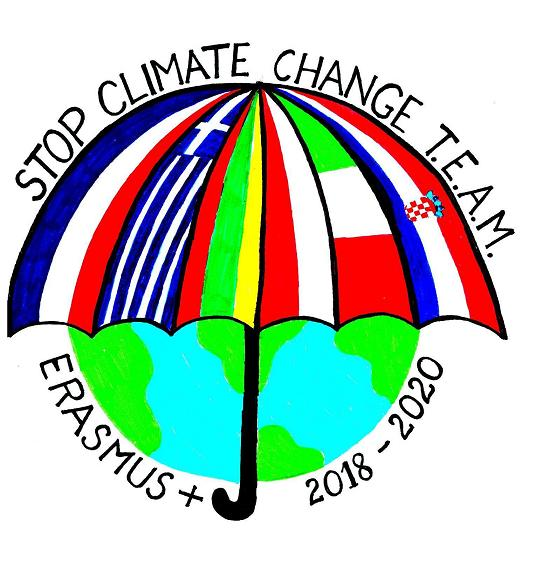 STOP CLIMATE CHANGE T.E.A.M.
ERASMUS + 2018 - 2020